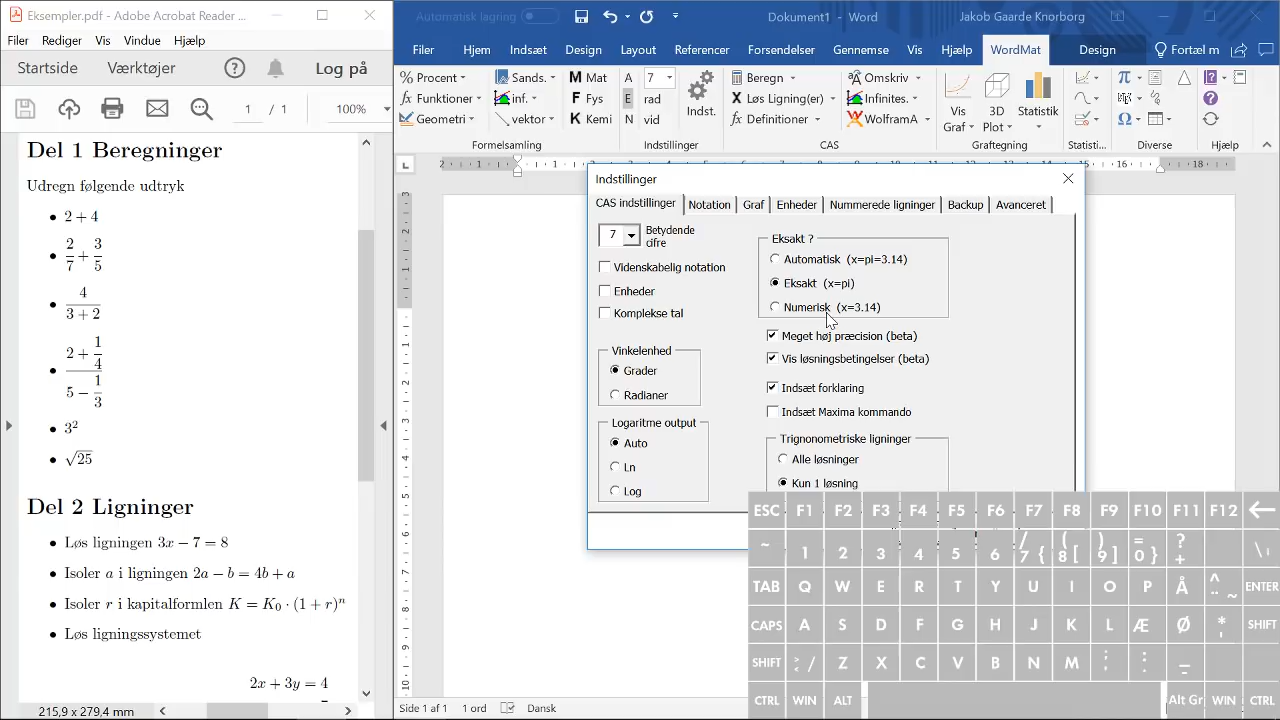 Eksempler.pdf - Adobe Acrobat Reader ...
Filer Rediger Vis Vindue Hjælp
Startside Værktøjer Log på
1 / 1 100%
Del 1 Beregninger
Udregn følgende udtryk
2 + 4
2/7 + 3/5
4/(3 + 2)
(2 + 1/4)/(5 − 1/3)
3²
√25
Del 2 Ligninger
Løs ligningen 3x − 7 = 8
Isoler a i ligningen 2a − b = 4b + a
Isoler r i kapitalformlen K = K₀ · (1 + r)ⁿ
Løs ligningssystemet
2x + 3y = 4
215,9 x 279,4 mm
Automatisk lagring Dokument1 - Word Jakob Gaarde Knorborg
Filer Hjem Indsæt Design Layout Referencer Forsendelser Gennemse Vis Hjælp WordMat Design Fortæl m
Procent Sands. M Mat A 7 Beregn Omskriv
Funktioner inf. F Fys E rad Løs Ligning(er) Infinites.
Geometri vektor K Kemi N vid Definitioner WolframA
Indst. Vis Graf 3D Plot Statistik
Formelsamling Indstillinger CAS Graftegning Statisti... Diverse Hjælp
Indstillinger
CAS indstillinger Notation Graf Enheder Nummerede ligninger Backup Avanceret
7 Betydende cifre
Videnskabelig notation
Enheder
Komplekse tal
Vinkelenhed
Grader
Radianer
Logaritme output
Auto
Ln
Log
Eksakt ?
Automatisk (x=pi=3.14)
Eksakt (x=pi)
Numerisk (x=3.14)
Meget høj præcision (beta)
Vis løsningsbetingelser (beta)
Indsæt forklaring
Indsæt Maxima kommando
Trignonometriske ligninger
Alle løsninger
Kun 1 løsning
ESC F1 F2 F3 F4 F5 F6 F7 F8 F9 F10 F11 F12 ←
~ 1 2 3 4 5 6 / 7 { ( 8 [ ) 9 ] = 0 } ? + \ ¦
TAB Q W E R T Y U I O P Å ^ ¨ ~ ENTER
CAPS A S D F G H J K L Æ Ø * ' SHIFT
SHIFT > < / Z X C V B N M ; , : . _
CTRL WIN ALT Alt Gr WIN CTRL
Side 1 af 1 1 ord Dansk